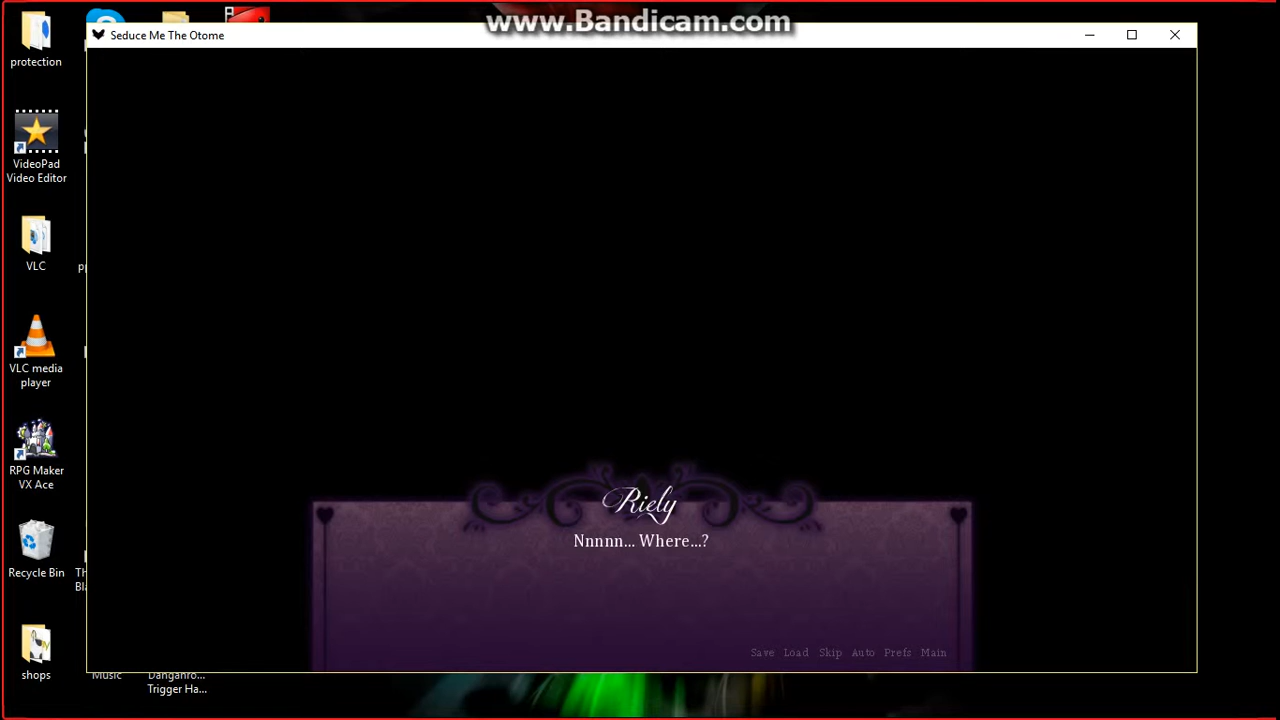 www.Bandicam.com
Seduce Me The Otome
protection
VideoPad
Video Editor
VLC
VLC media
player
RPG Maker
VX Ace
Recycle Bin
shops
Music
Danganro...
Trigger Ha...
Riely
Nnnnn... Where...?
Save Load Skip Auto Prefs Main